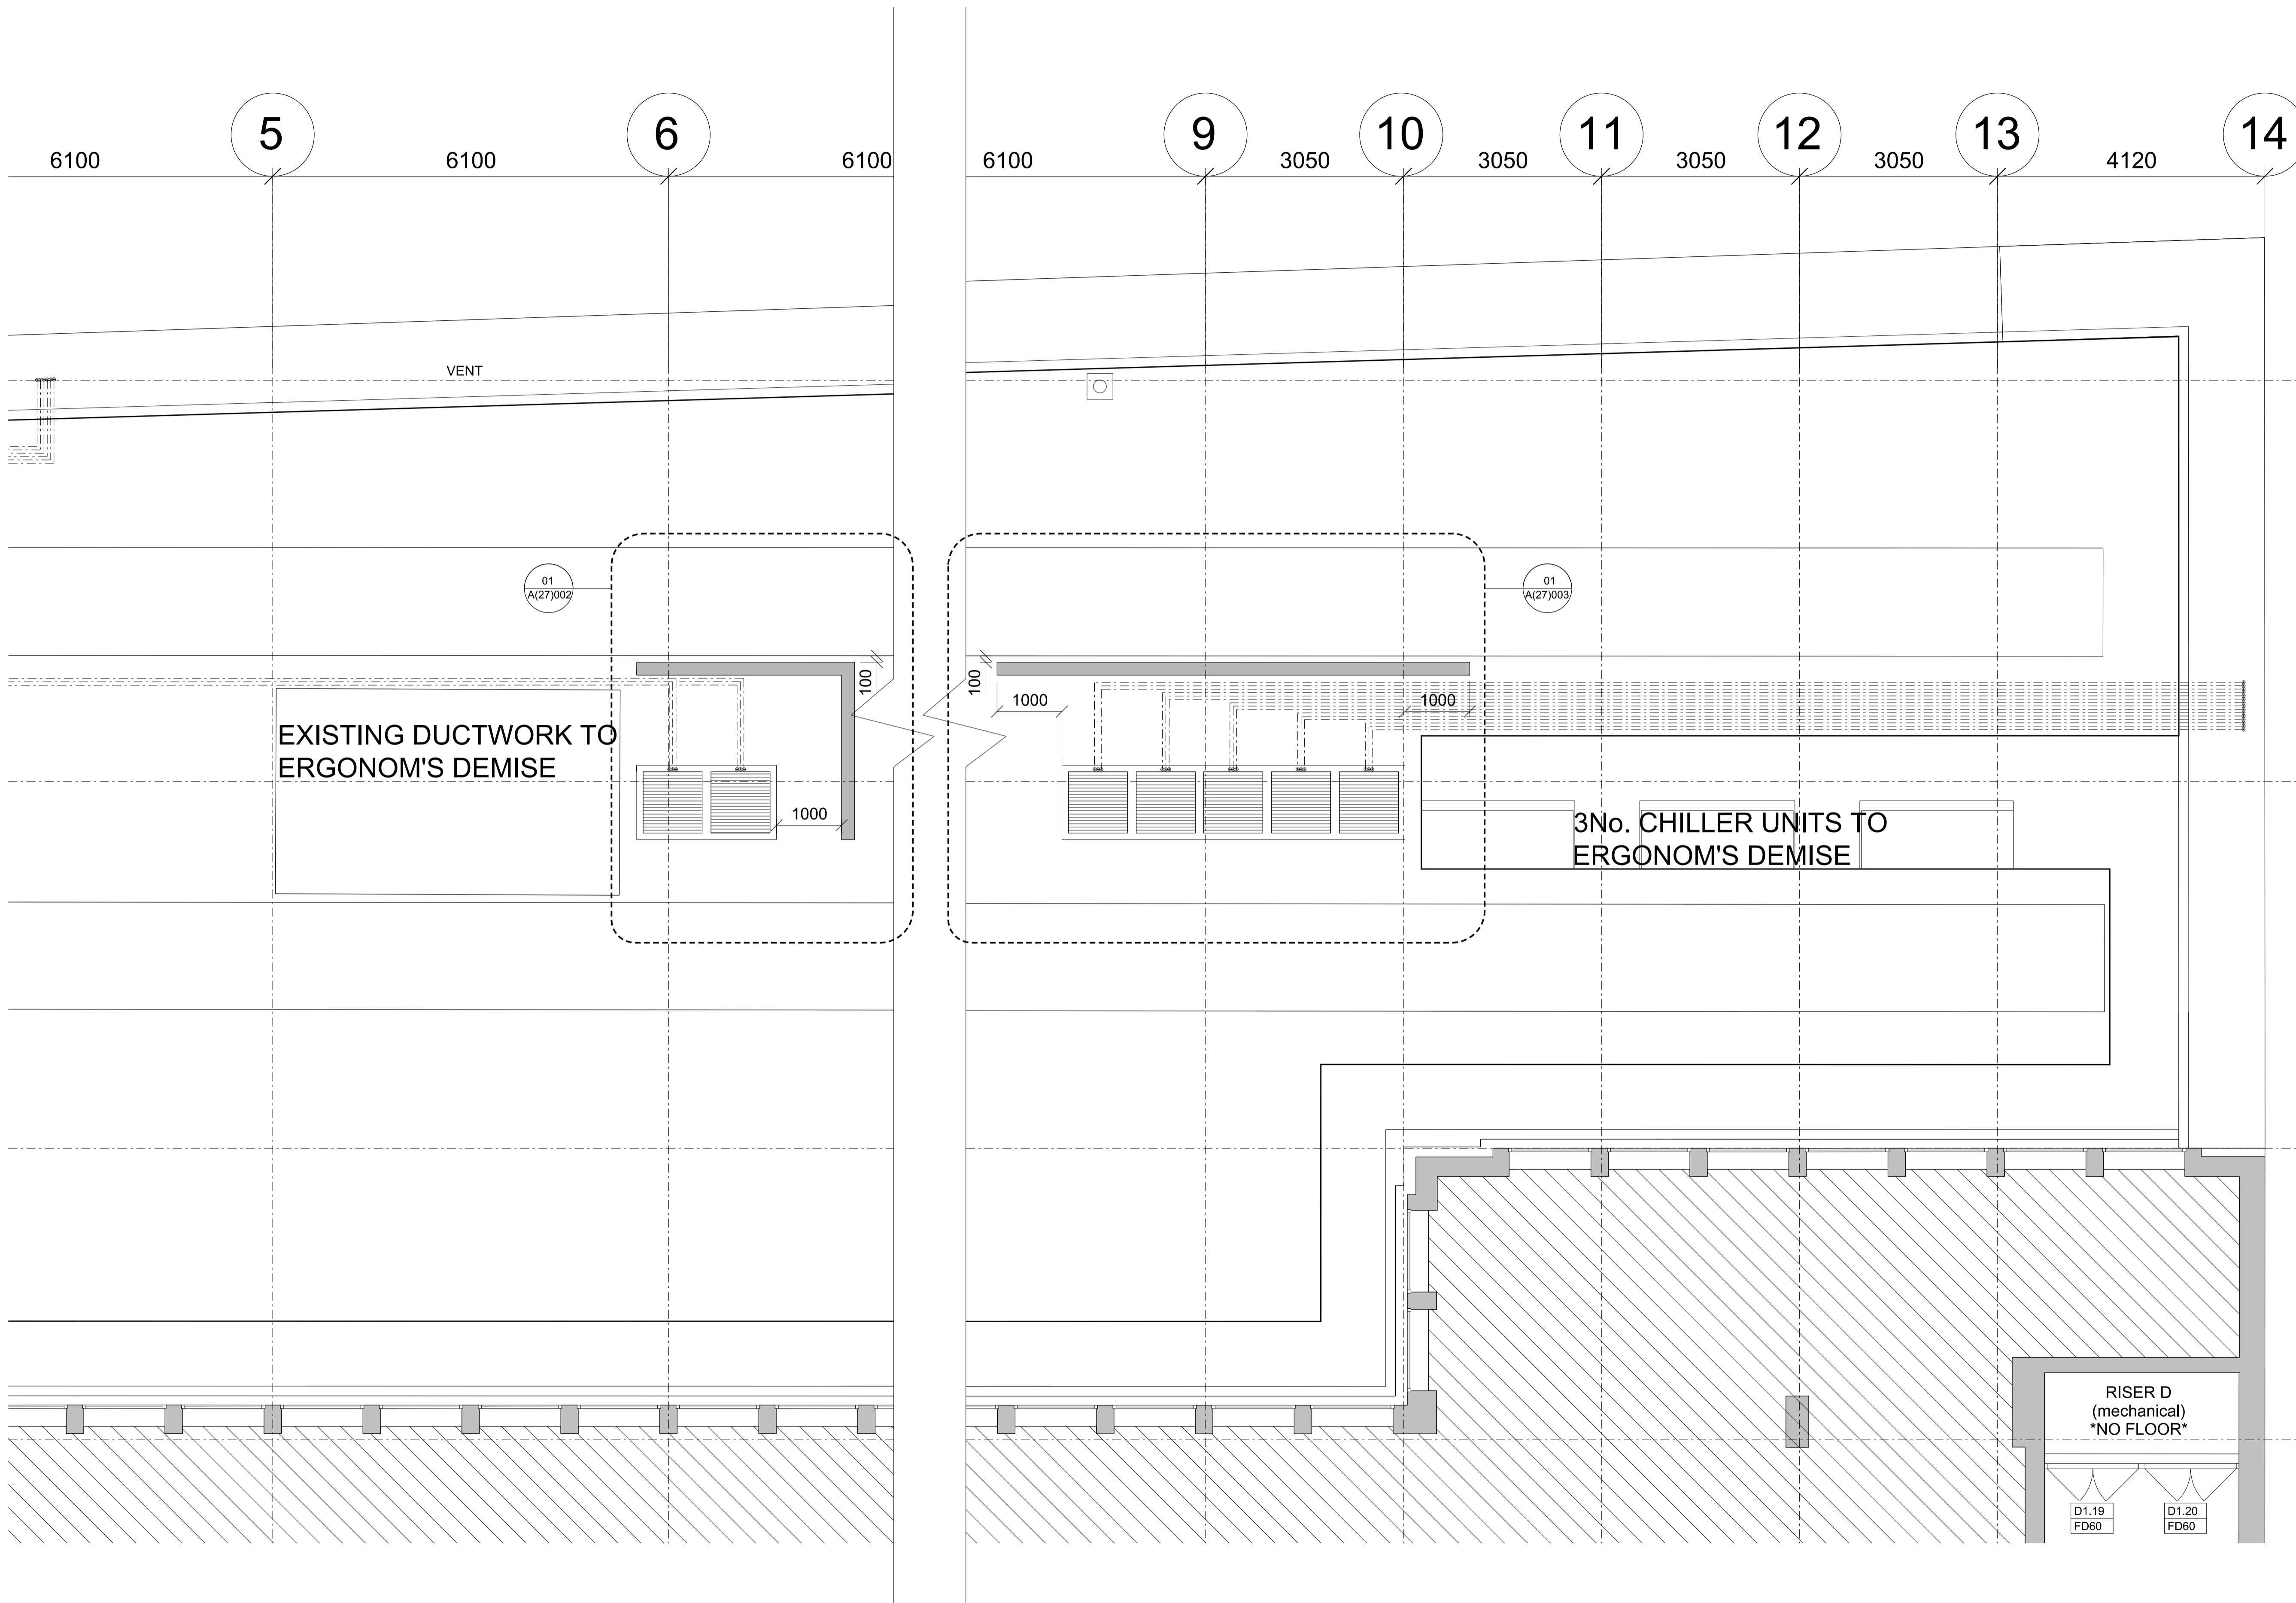 5
6
9
10
11
12
13
14
6100
6100
6100
6100
3050
3050
3050
3050
4120
VENT
01
A(27)002
01
A(27)003
100
100
1000
1000
EXISTING DUCTWORK TO
ERGONOM'S DEMISE
1000
3No. CHILLER UNITS TO
ERGONOM'S DEMISE
RISER D
(mechanical)
*NO FLOOR*
D1.19
FD60
D1.20
FD60